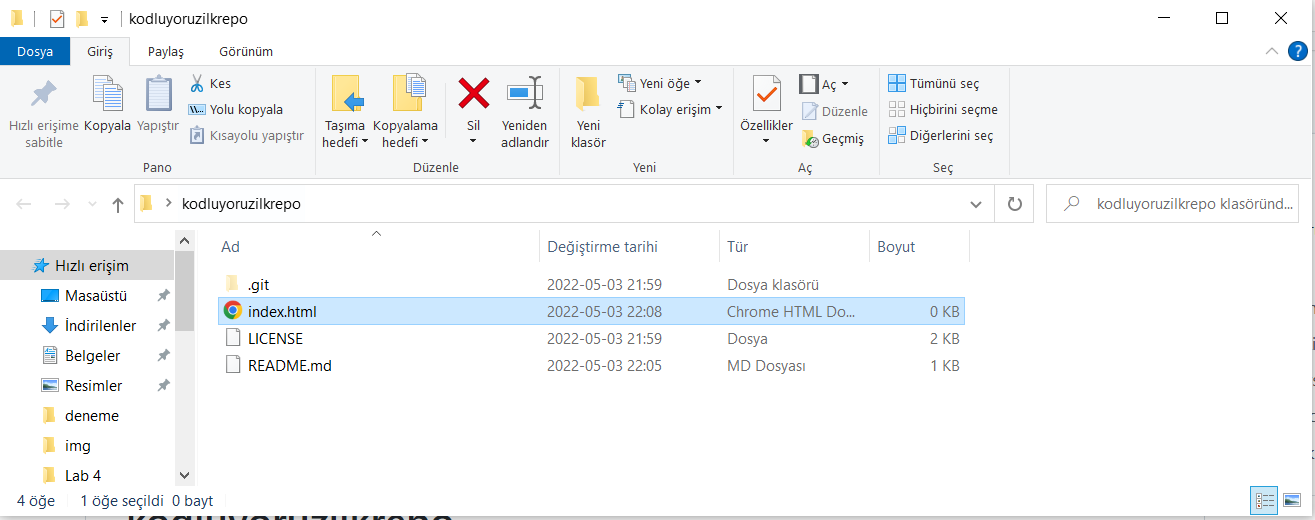 kodluyoruzilkrepo
Dosya Giriş Paylaş Görünüm
Hızlı erişime sabitle
Kopyala
Yapıştır
Kes
Yolu kopyala
Kısayolu yapıştır
Pano
Taşıma hedefi
Kopyalama hedefi
Sil
Yeniden adlandır
Düzenle
Yeni klasör
Yeni öğe
Kolay erişim
Yeni
Özellikler
Aç
Düzenle
Geçmiş
Aç
Tümünü seç
Hiçbirini seçme
Diğerlerini seç
Seç
kodluyoruzilkrepo
kodluyoruzilkrepo klasöründ...
Hızlı erişim
Masaüstü
İndirilenler
Belgeler
Resimler
deneme
img
Lab 4
Ad Değiştirme tarihi Tür Boyut
.git 2022-05-03 21:59 Dosya klasörü
index.html 2022-05-03 22:08 Chrome HTML Do... 0 KB
LICENSE 2022-05-03 21:59 Dosya 2 KB
README.md 2022-05-03 22:05 MD Dosyası 1 KB
4 öğe 1 öğe seçildi 0 bayt
kodluyoruzilkrepo